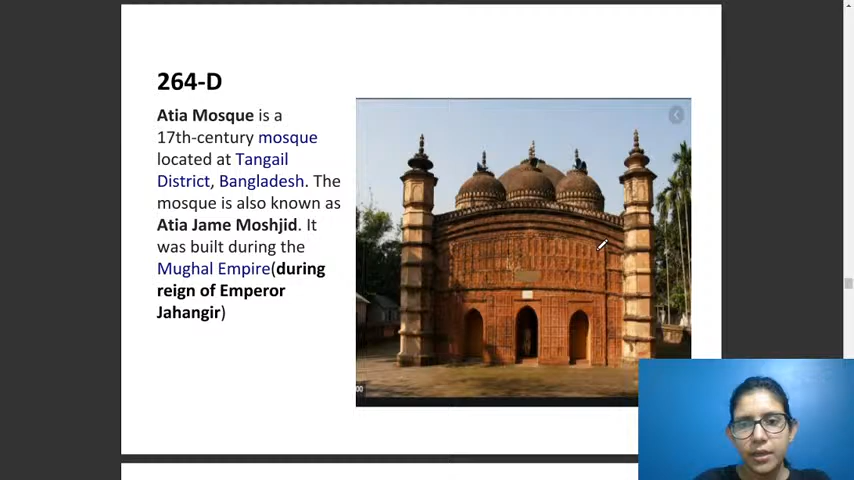 264-D
Atia Mosque is a
17th-century mosque
located at Tangail
District, Bangladesh. The
mosque is also known as
Atia Jame Moshjid. It
was built during the
Mughal Empire(during
reign of Emperor
Jahangir)
00